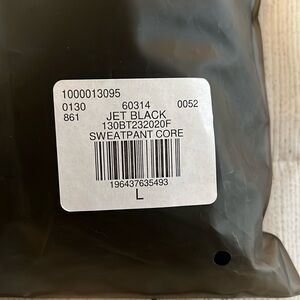 1000013095
0130 60314 0052
861 JET BLACK
130BT232020F
SWEATPANT CORE
196437635493
L